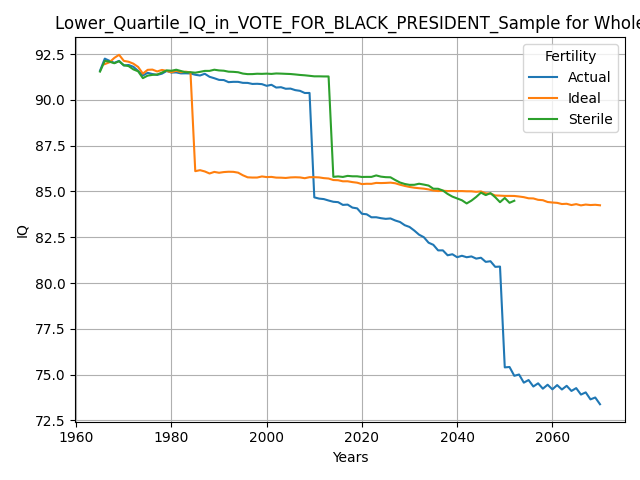 Lower_Quartile_IQ_in_VOTE_FOR_BLACK_PRESIDENT_Sample for Whole
Fertility
Actual
Ideal
Sterile
IQ
92.5
90.0
87.5
85.0
82.5
80.0
77.5
75.0
72.5
1960
1980
2000
2020
2040
2060
Years